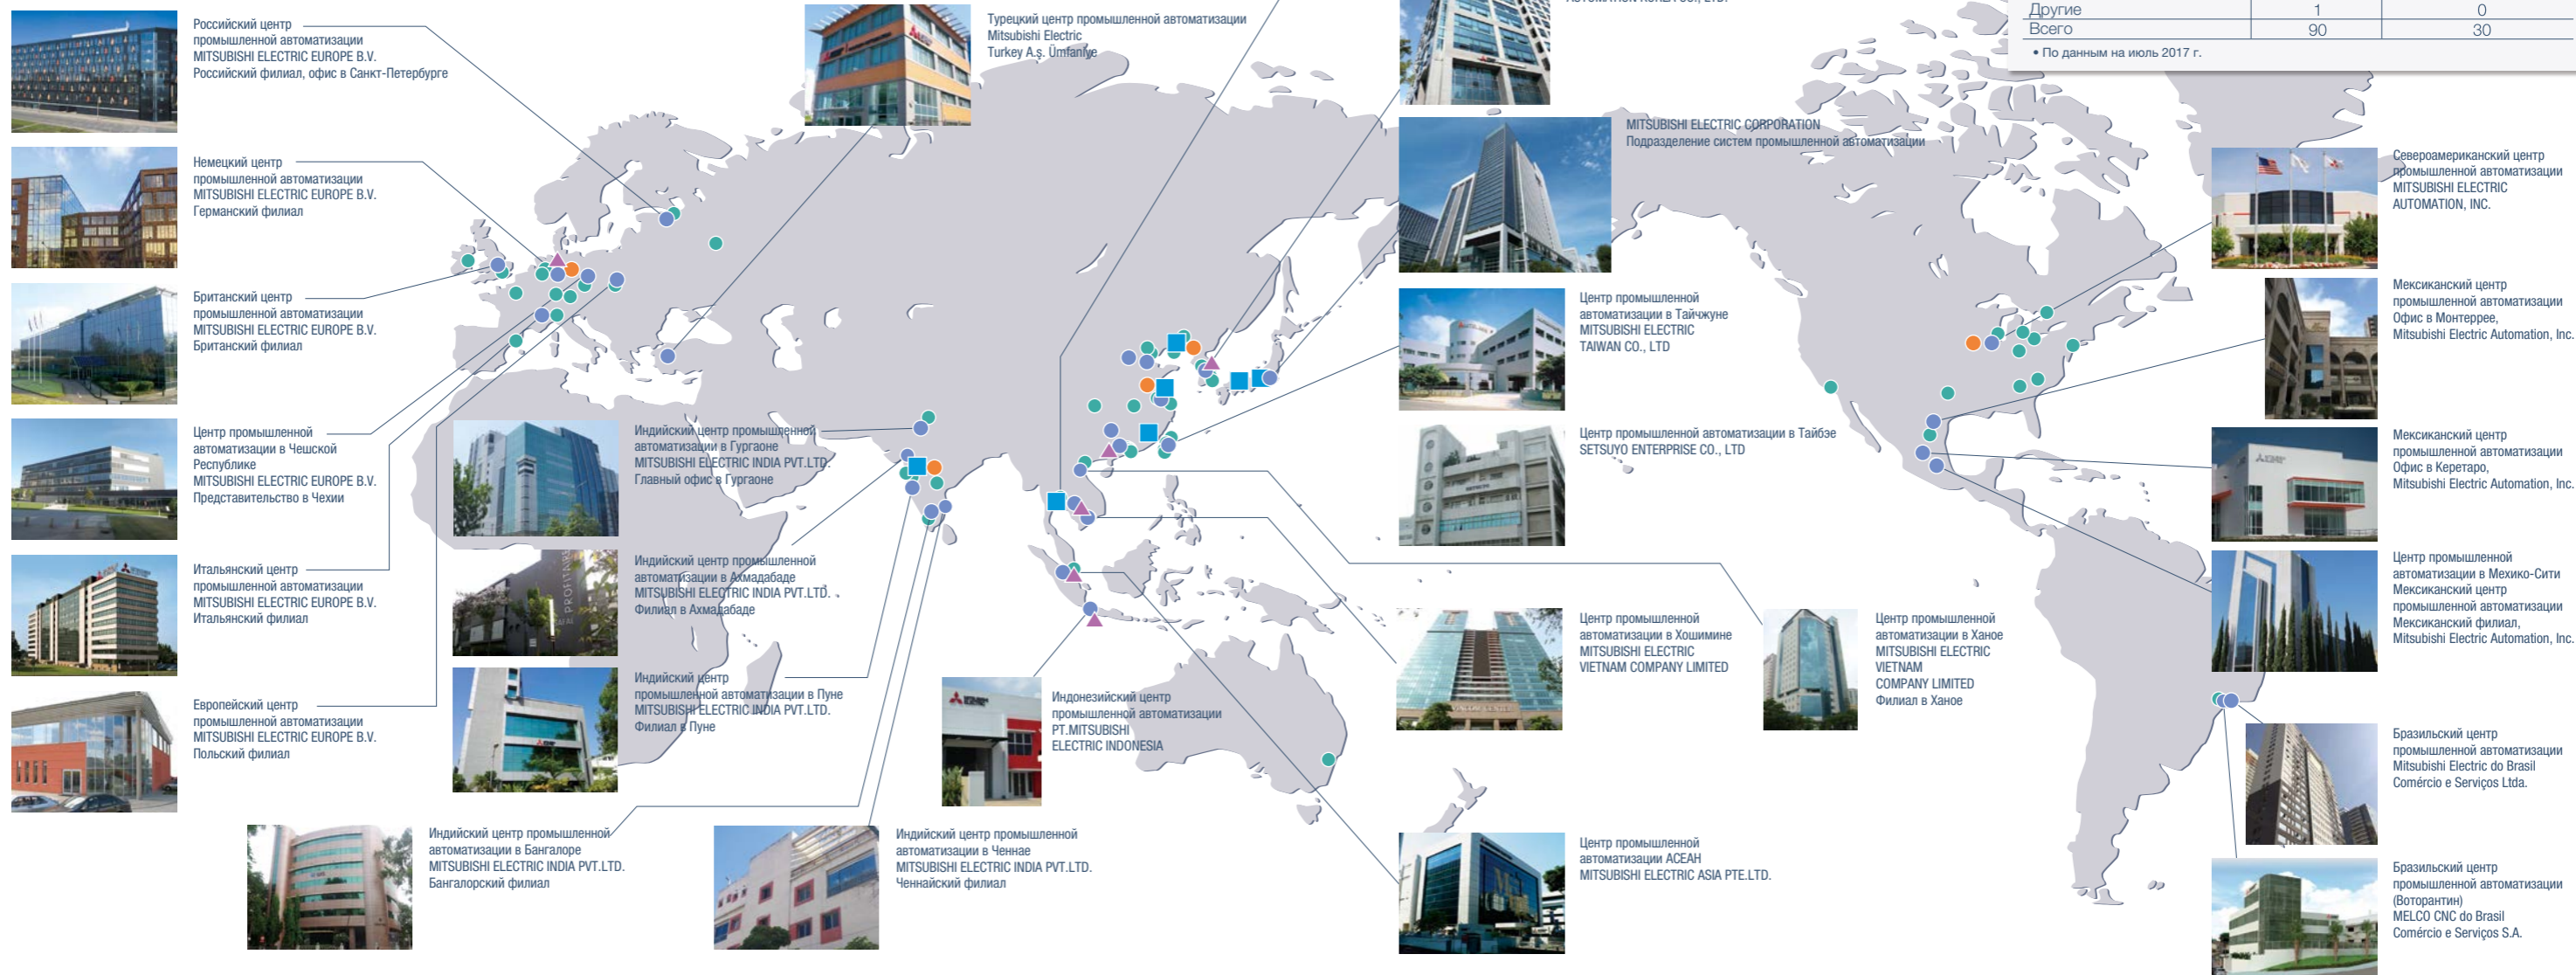 Российский центр
промышленной автоматизации
MITSUBISHI ELECTRIC EUROPE B.V.
Российский филиал, офис в Санкт-Петербурге
Немецкий центр
промышленной автоматизации
MITSUBISHI ELECTRIC EUROPE B.V.
Германский филиал
Британский центр
промышленной автоматизации
MITSUBISHI ELECTRIC EUROPE B.V.
Британский филиал
Центр промышленной
автоматизации в Чешской
Республике
MITSUBISHI ELECTRIC EUROPE B.V.
Представительство в Чехии
Итальянский центр
промышленной автоматизации
MITSUBISHI ELECTRIC EUROPE B.V.
Итальянский филиал
Европейский центр
промышленной автоматизации
MITSUBISHI ELECTRIC EUROPE B.V.
Польский филиал
Турецкий центр промышленной автоматизации
Mitsubishi Electric
Turkey A.ş. Ümraniye
Индийский центр промышленной
автоматизации в Гургаоне
MITSUBISHI ELECTRIC INDIA PVT.LTD.
Главный офис в Гургаоне
Индийский центр промышленной
автоматизации в Ахмадабаде
MITSUBISHI ELECTRIC INDIA PVT.LTD.
Филиал в Ахмадабаде
Индийский центр
промышленной автоматизации в Пуне
MITSUBISHI ELECTRIC INDIA PVT.LTD.
Филиал в Пуне
Индийский центр промышленной
автоматизации в Бангалоре
MITSUBISHI ELECTRIC INDIA PVT.LTD.
Бангалорский филиал
Индийский центр промышленной
автоматизации в Ченнае
MITSUBISHI ELECTRIC INDIA PVT.LTD.
Ченнайский филиал
Индонезийский центр
промышленной автоматизации
PT.MITSUBISHI
ELECTRIC INDONESIA
MITSUBISHI ELECTRIC CORPORATION
Подразделение систем промышленной автоматизации
Центр промышленной
автоматизации в Тайчжуне
MITSUBISHI ELECTRIC
TAIWAN CO., LTD
Центр промышленной автоматизации в Тайбэе
SETSUYO ENTERPRISE CO., LTD
Центр промышленной
автоматизации в Хошимине
MITSUBISHI ELECTRIC
VIETNAM COMPANY LIMITED
Центр промышленной
автоматизации в Ханое
MITSUBISHI ELECTRIC
VIETNAM
COMPANY LIMITED
Филиал в Ханое
Центр промышленной
автоматизации АСЕАН
MITSUBISHI ELECTRIC ASIA PTE.LTD.
Другие 1 0
Всего 90 30
• По данным на июль 2017 г.
Североамериканский центр
промышленной автоматизации
MITSUBISHI ELECTRIC
AUTOMATION, INC.
Мексиканский центр
промышленной автоматизации
Офис в Монтеррее,
Mitsubishi Electric Automation, Inc.
Мексиканский центр
промышленной автоматизации
Офис в Керетаро,
Mitsubishi Electric Automation, Inc.
Центр промышленной
автоматизации в Мехико-Сити
Мексиканский центр
промышленной автоматизации
Мексиканский филиал,
Mitsubishi Electric Automation, Inc.
Бразильский центр
промышленной автоматизации
Mitsubishi Electric do Brasil
Comércio e Serviços Ltda.
Бразильский центр
промышленной автоматизации
(Воторантин)
MELCO CNC do Brasil
Comércio e Serviços S.A.